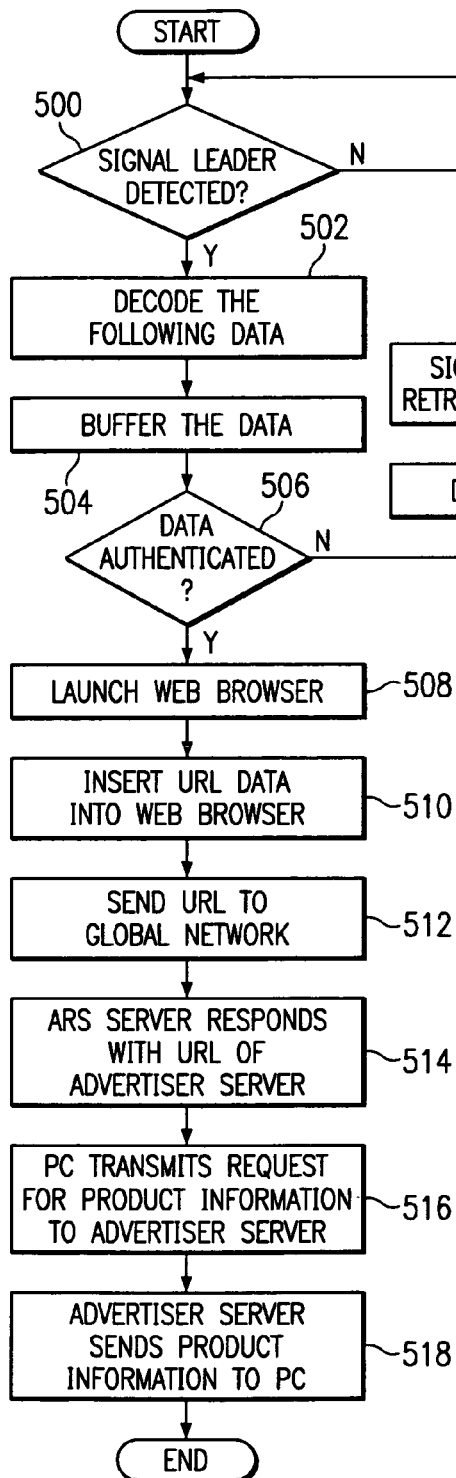 START
500
SIGNAL LEADER
DETECTED?
N
Y
502
DECODE THE
FOLLOWING DATA
BUFFER THE DATA
504
506
DATA
AUTHENTICATED
?
N
Y
LAUNCH WEB BROWSER
508
INSERT URL DATA
INTO WEB BROWSER
510
SEND URL TO
GLOBAL NETWORK
512
ARS SERVER RESPONDS
WITH URL OF
ADVERTISER SERVER
514
PC TRANSMITS REQUEST
FOR PRODUCT INFORMATION
TO ADVERTISER SERVER
516
ADVERTISER SERVER
SENDS PRODUCT
INFORMATION TO PC
518
END